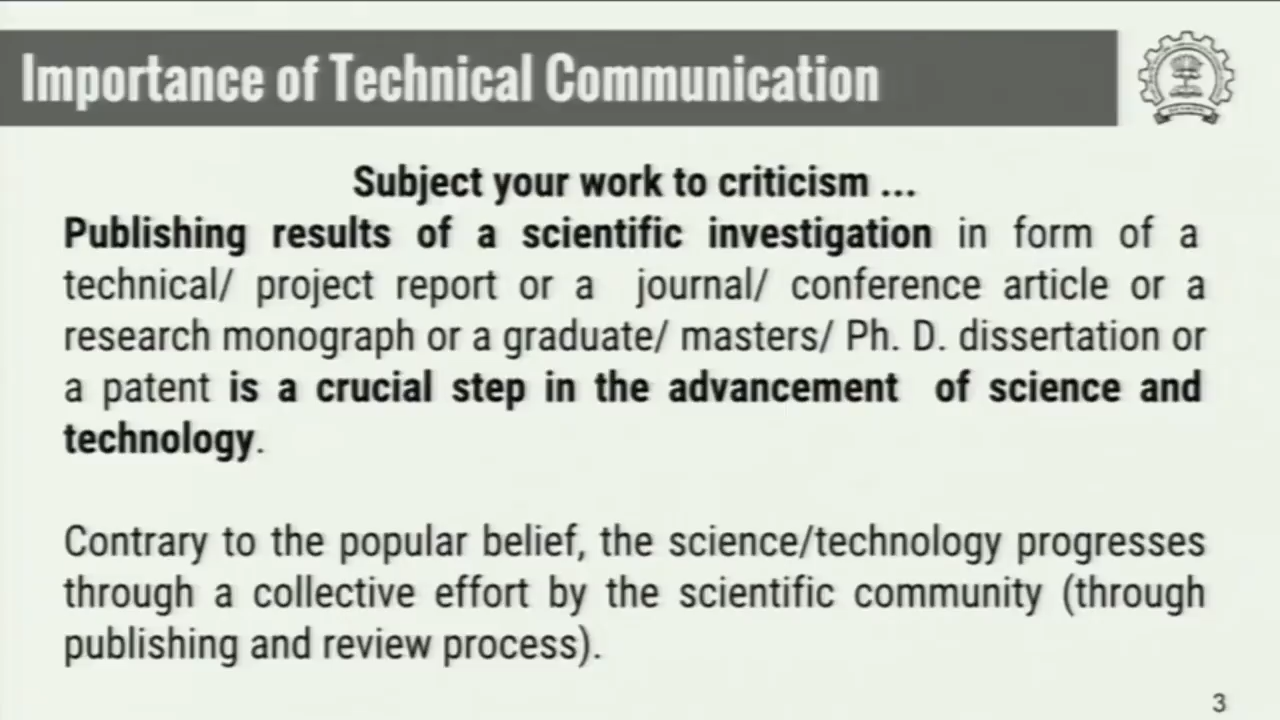 Importance of Technical Communication
Subject your work to criticism ...
Publishing results of a scientific investigation in form of a
technical/ project report or a journal/ conference article or a
research monograph or a graduate/ masters/ Ph. D. dissertation or
a patent is a crucial step in the advancement of science and
technology.
Contrary to the popular belief, the science/technology progresses
through a collective effort by the scientific community (through
publishing and review process).
3